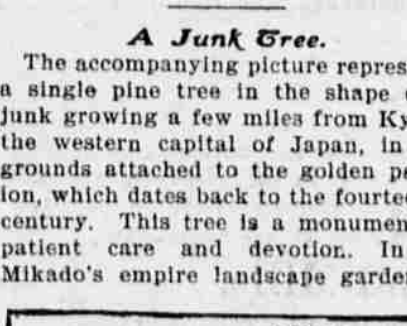 A Junk Tree.
The accompanying picture repres
a single pine tree in the shape
junk growing a few miles from Ky
the western capital of Japan, in
grounds attached to the golden pa
ion, which dates back to the fourtee
century. This tree is a monumen
patient care and devotion. In
Mikado's empire landscape garde